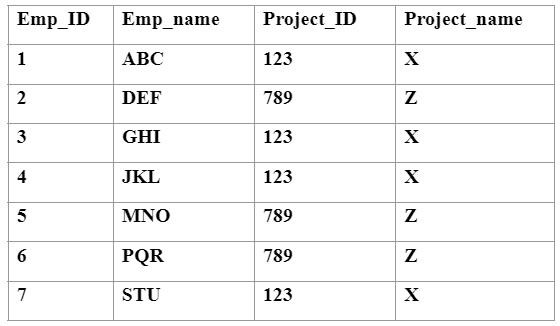 Emp_ID Emp_name Project_ID Project_name
1 ABC 123 X
2 DEF 789 Z
3 GHI 123 X
4 JKL 123 X
5 MNO 789 Z
6 PQR 789 Z
7 STU 123 X